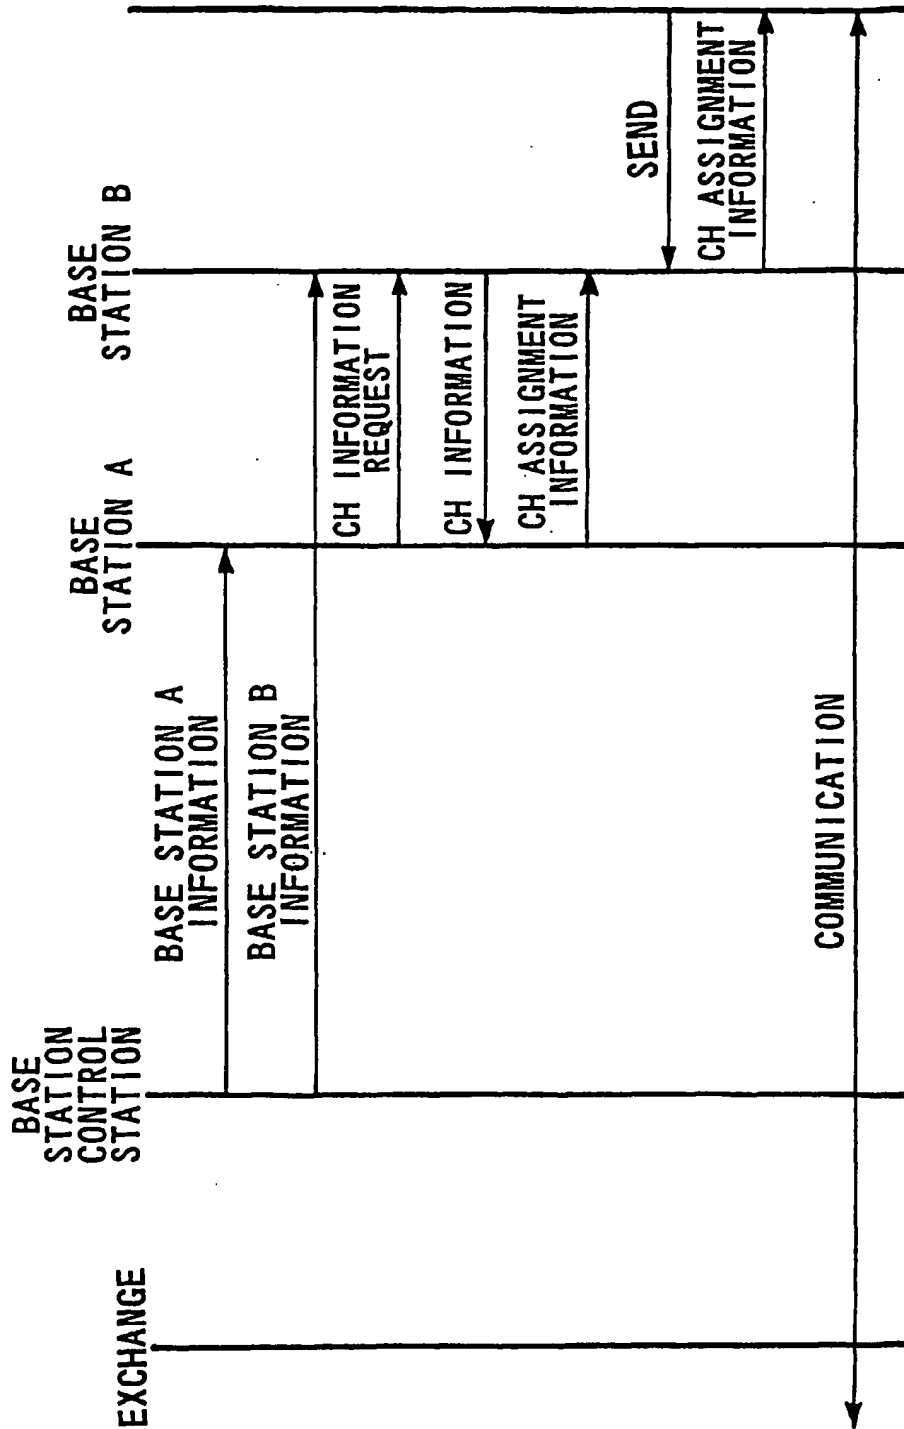 EXCHANGE
BASE
STATION
CONTROL
STATION
BASE
STATION A
BASE
STATION B
BASE STATION A
INFORMATION
BASE STATION B
INFORMATION
CH INFORMATION
REQUEST
CH INFORMATION
CH ASSIGNMENT
INFORMATION
SEND
CH ASSIGNMENT
INFORMATION
COMMUNICATION